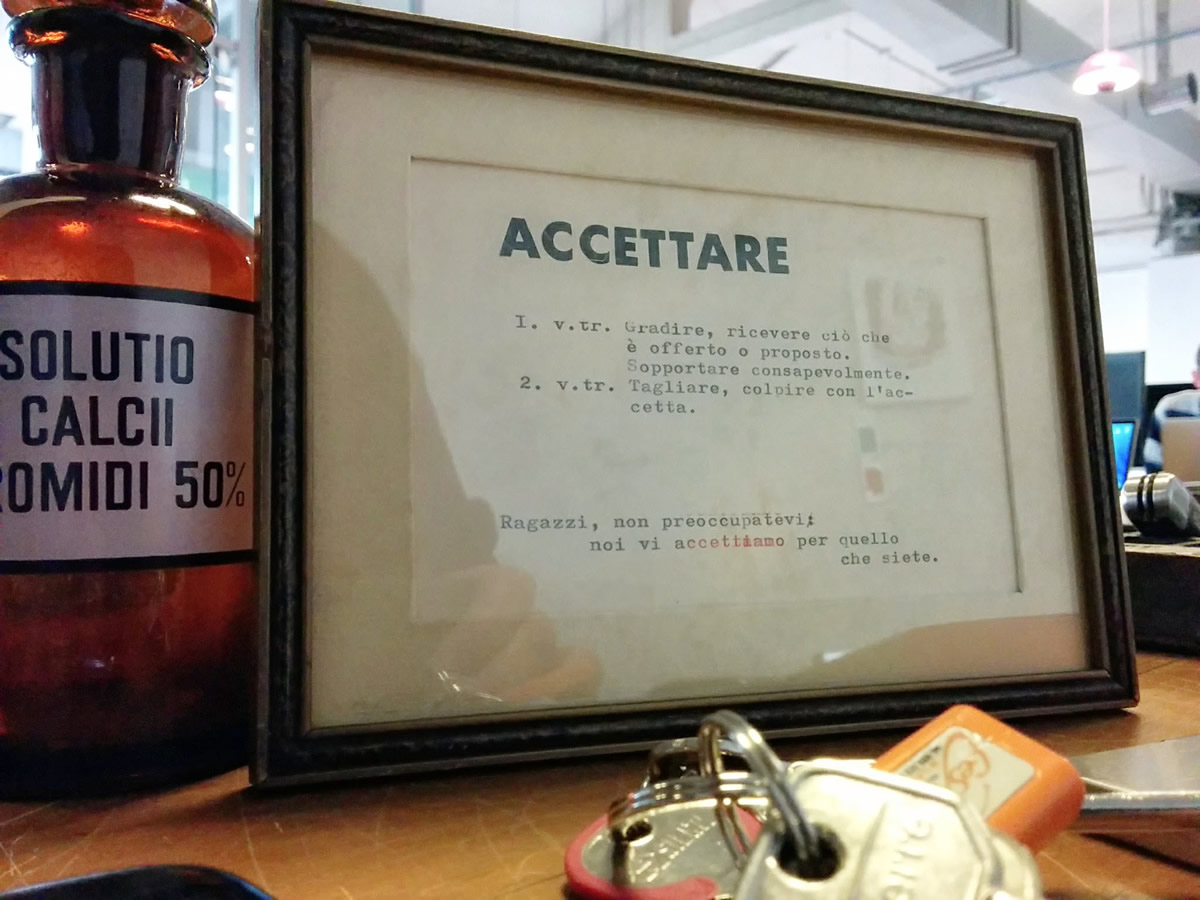 SOLUTIO
CALCII
ROMIDI 50%
ACCETTARE
I. v.tr. Gradire, ricevere ciò che
è offerto o proposto.
Sopportare consapevolmente.
2. v.tr. Tagliare, colpire con l'ac-
cetta.
Ragazzi, non preoccupatevi;
noi vi accettiamo per quello
che siete.